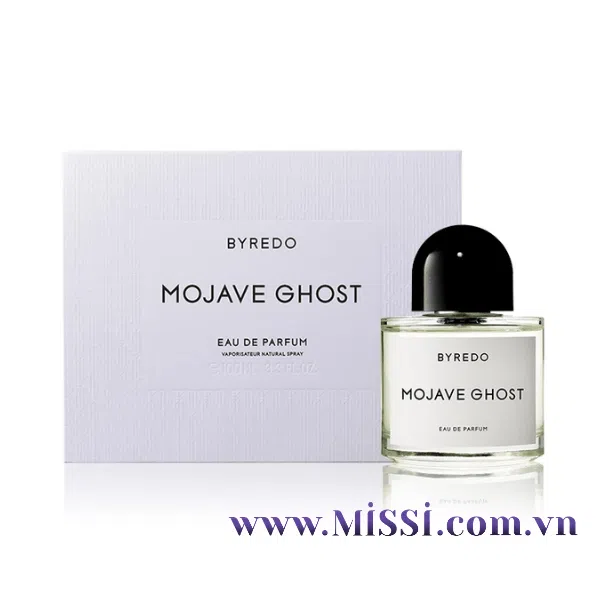 BYREDO
MOJAVE GHOST
EAU DE PARFUM
VAPORISATEUR NATURAL SPRAY
BYREDO
MOJAVE GHOST
EAU DE PARFUM
www.MiSSi.com.vn